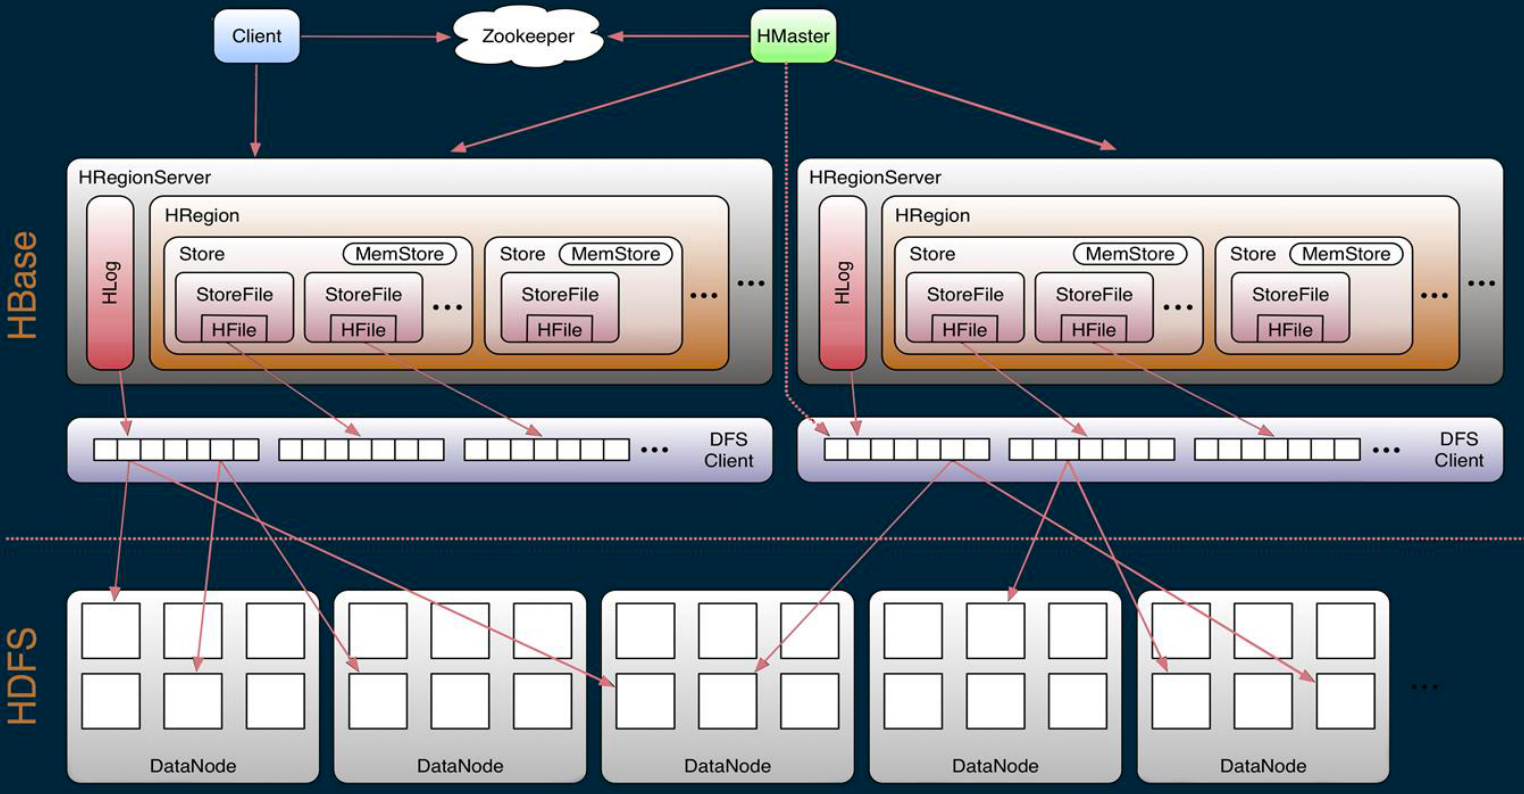 Client
Zookeeper
HMaster
HBase
HRegionServer
HLog
HRegion
Store
MemStore
StoreFile
HFile
StoreFile
HFile
...
Store
MemStore
StoreFile
HFile
...
...
HRegionServer
HLog
HRegion
Store
MemStore
StoreFile
HFile
StoreFile
HFile
...
Store
MemStore
StoreFile
HFile
...
...
...
DFS
Client
...
DFS
Client
HDFS
DataNode
DataNode
DataNode
DataNode
DataNode
...